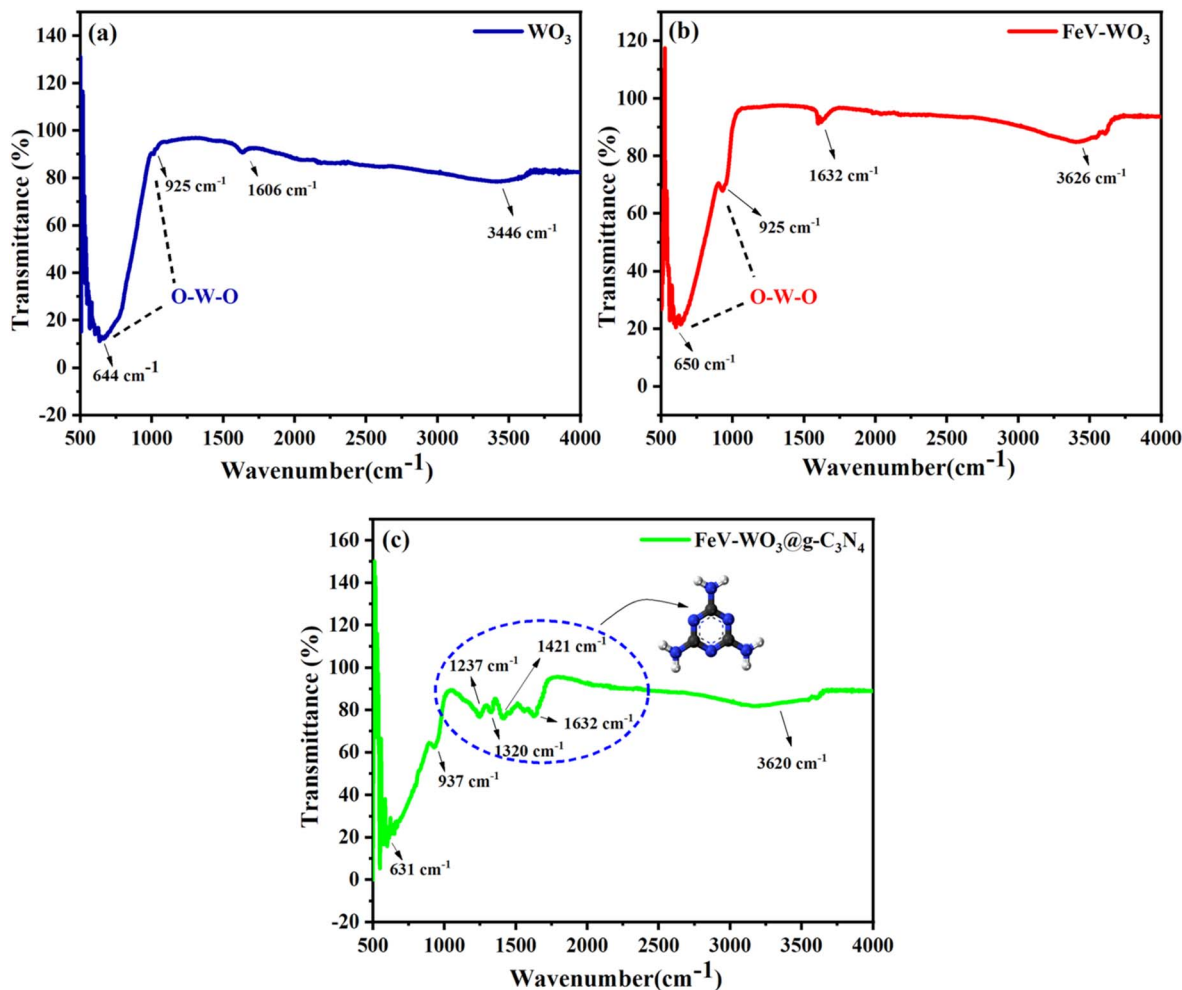 (a)
WO₃
140
120
100
80
60
40
20
0
-20
Transmittance (%)
925 cm⁻¹
1606 cm⁻¹
3446 cm⁻¹
O-W-O
644 cm⁻¹
500 1000 1500 2000 2500 3000 3500 4000
Wavenumber(cm⁻¹)
(b)
FeV-WO₃
120
100
80
60
40
20
0
Transmittance (%)
1632 cm⁻¹
3626 cm⁻¹
925 cm⁻¹
O-W-O
650 cm⁻¹
500 1000 1500 2000 2500 3000 3500 4000
Wavenumber(cm⁻¹)
(c)
FeV-WO₃@g-C₃N₄
160
140
120
100
80
60
40
20
0
-20
Transmittance (%)
1421 cm⁻¹
1237 cm⁻¹
1632 cm⁻¹
1320 cm⁻¹
937 cm⁻¹
3620 cm⁻¹
631 cm⁻¹
500 1000 1500 2000 2500 3000 3500 4000
Wavenumber(cm⁻¹)